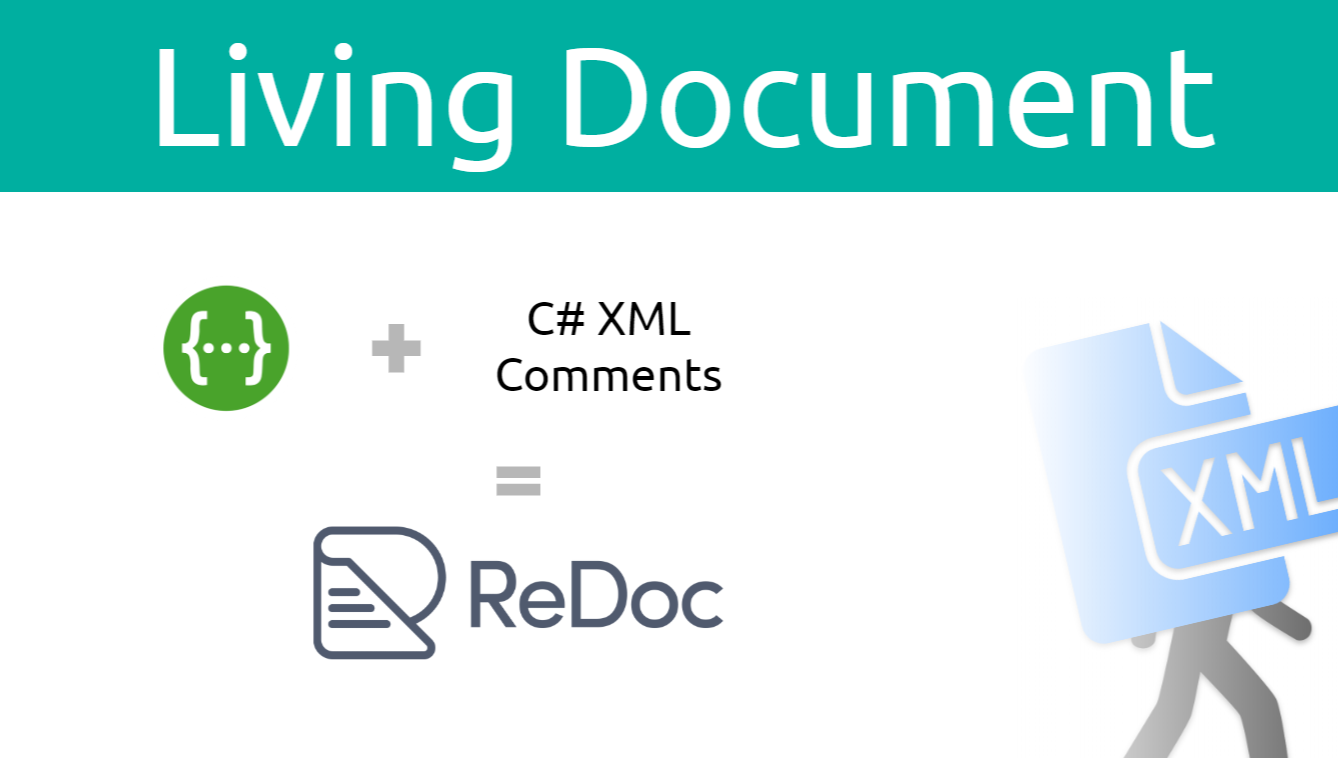 Living Document
{...}
C# XML
Comments
=
ReDoc
XML